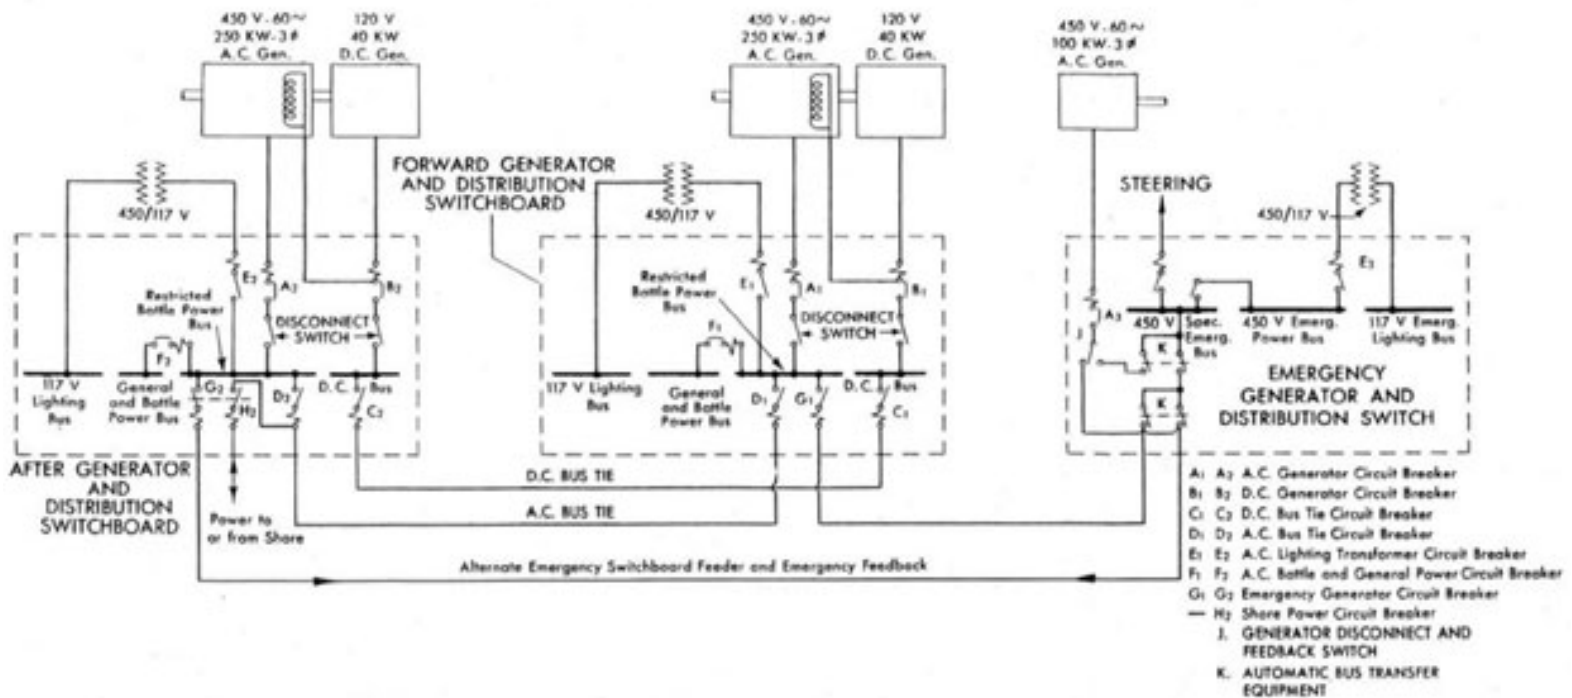 450 V-60~
250 KW-3ø
A.C. Gen.
120 V
40 KW
D.C. Gen.
450 V-60~
250 KW-3ø
A.C. Gen.
120 V
40 KW
D.C. Gen.
450 V-60~
100 KW-3ø
A.C. Gen.
FORWARD GENERATOR
AND DISTRIBUTION
SWITCHBOARD
STEERING
450/117 V
450/117 V
450/117 V
E2
A2
B2
Restricted
Battle Power
Bus
DISCONNECT
SWITCH
F2
117 V
Lighting
Bus
General
and Battle
Power Bus
G2
H2
D2
D.C. Bus
C2
E1
A1
B1
Restricted
Battle Power
Bus
DISCONNECT
SWITCH
F1
117 V Lighting
Bus
General
and Battle
Power Bus
D1
G1
D.C. Bus
C1
E3
A3
J
450 V
Spec.
Emerg.
Bus
450 V Emerg.
Power Bus
117 V Emerg.
Lighting Bus
K
K
EMERGENCY
GENERATOR AND
DISTRIBUTION SWITCH
AFTER GENERATOR
AND
DISTRIBUTION
SWITCHBOARD
Power to
or from Shore
D.C. BUS TIE
A.C. BUS TIE
Alternate Emergency Switchboard Feeder and Emergency Feedback
A1 A2 A.C. Generator Circuit Breaker
B1 B2 D.C. Generator Circuit Breaker
C1 C2 D.C. Bus Tie Circuit Breaker
D1 D2 A.C. Bus Tie Circuit Breaker
E1 E2 A.C. Lighting Transformer Circuit Breaker
F1 F2 A.C. Battle and General Power Circuit Breaker
G1 G2 Emergency Generator Circuit Breaker
— H2 Shore Power Circuit Breaker
J. GENERATOR DISCONNECT AND
FEEDBACK SWITCH
K. AUTOMATIC BUS TRANSFER
EQUIPMENT